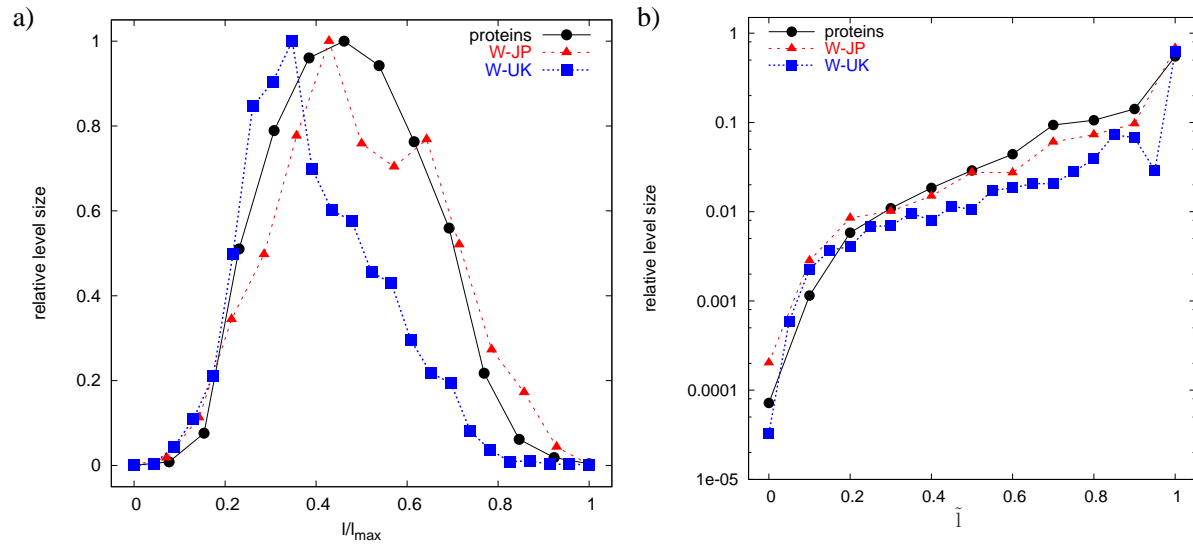 a)
relative level size
1
0.8
0.6
0.4
0.2
0
0 0.2 0.4 0.6 0.8 1
l/lmax
proteins
W-JP
W-UK
b)
relative level size
1
0.1
0.01
0.001
0.0001
1e-05
0 0.2 0.4 0.6 0.8 1
l̃
proteins
W-JP
W-UK